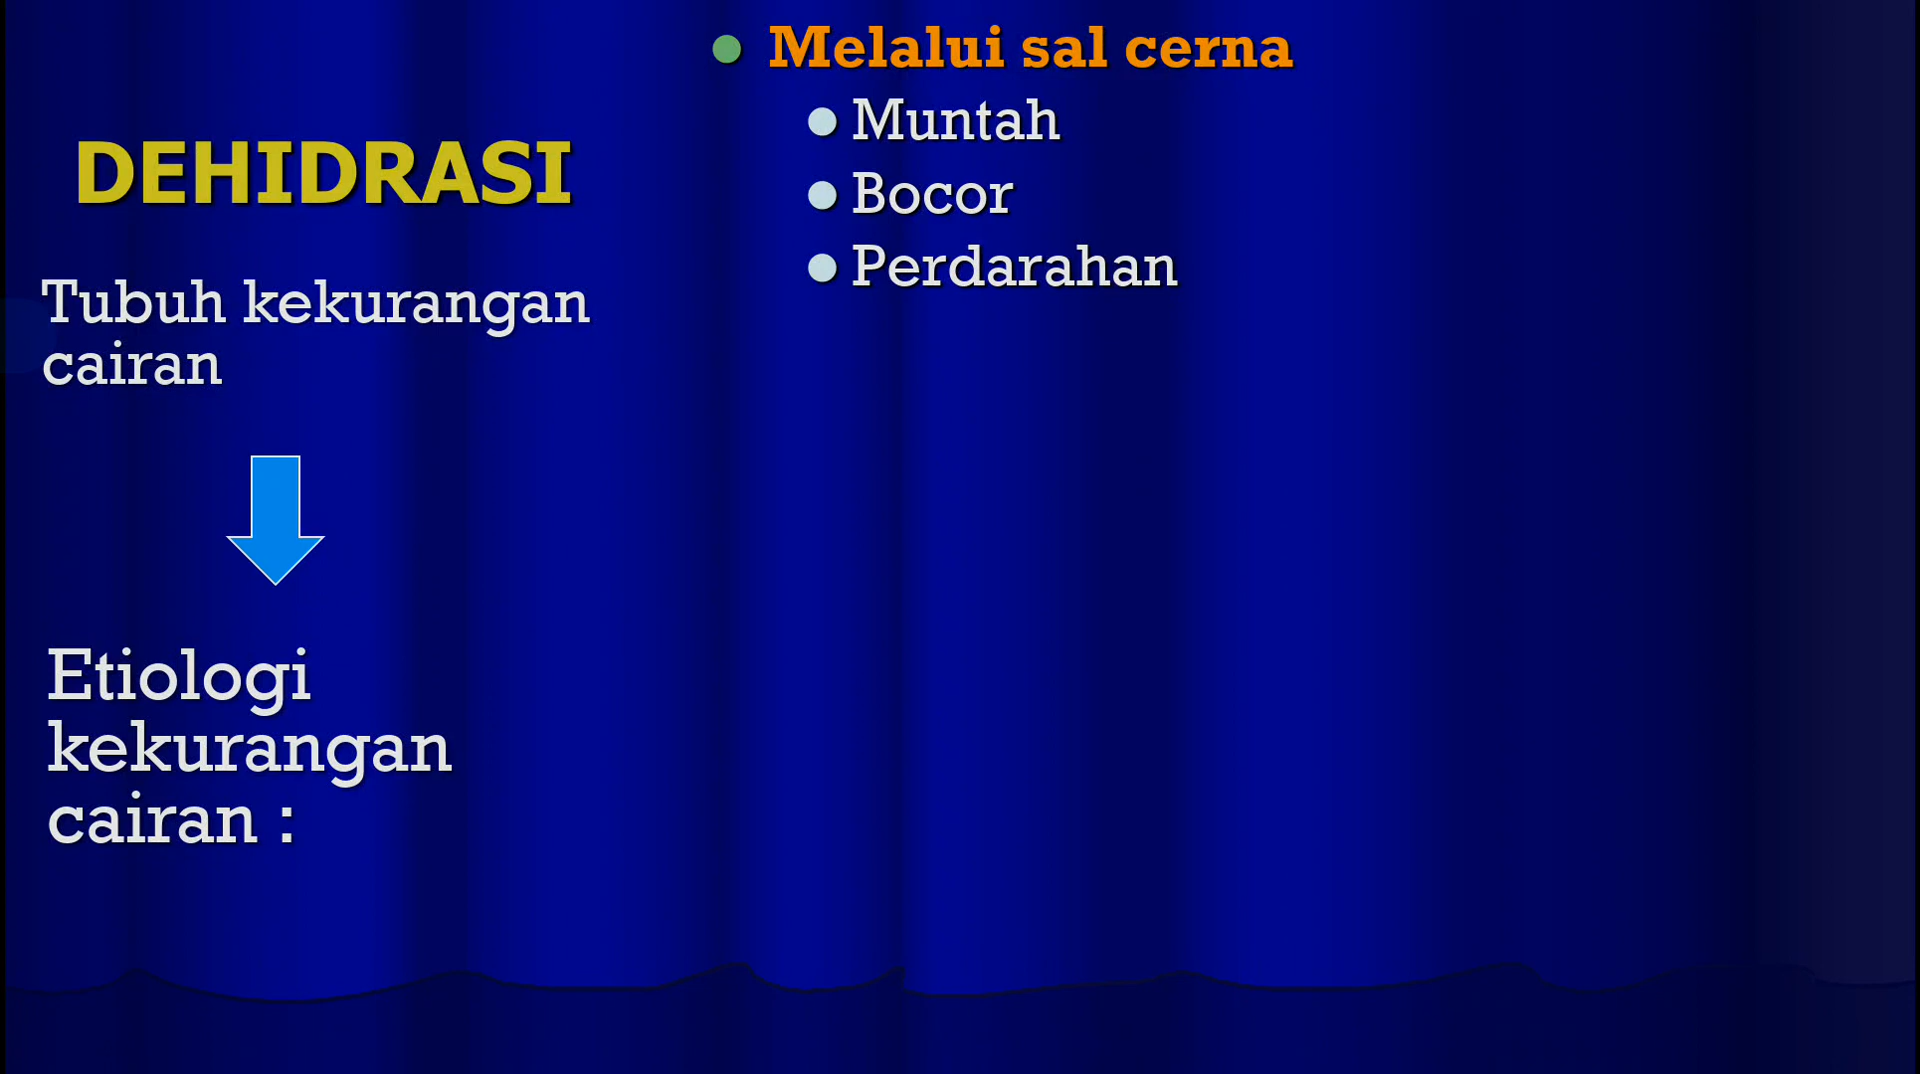 DEHIDRASI
Tubuh kekurangan
cairan
Etiologi
kekurangan
cairan :
Melalui sal cerna
Muntah
Bocor
Perdarahan